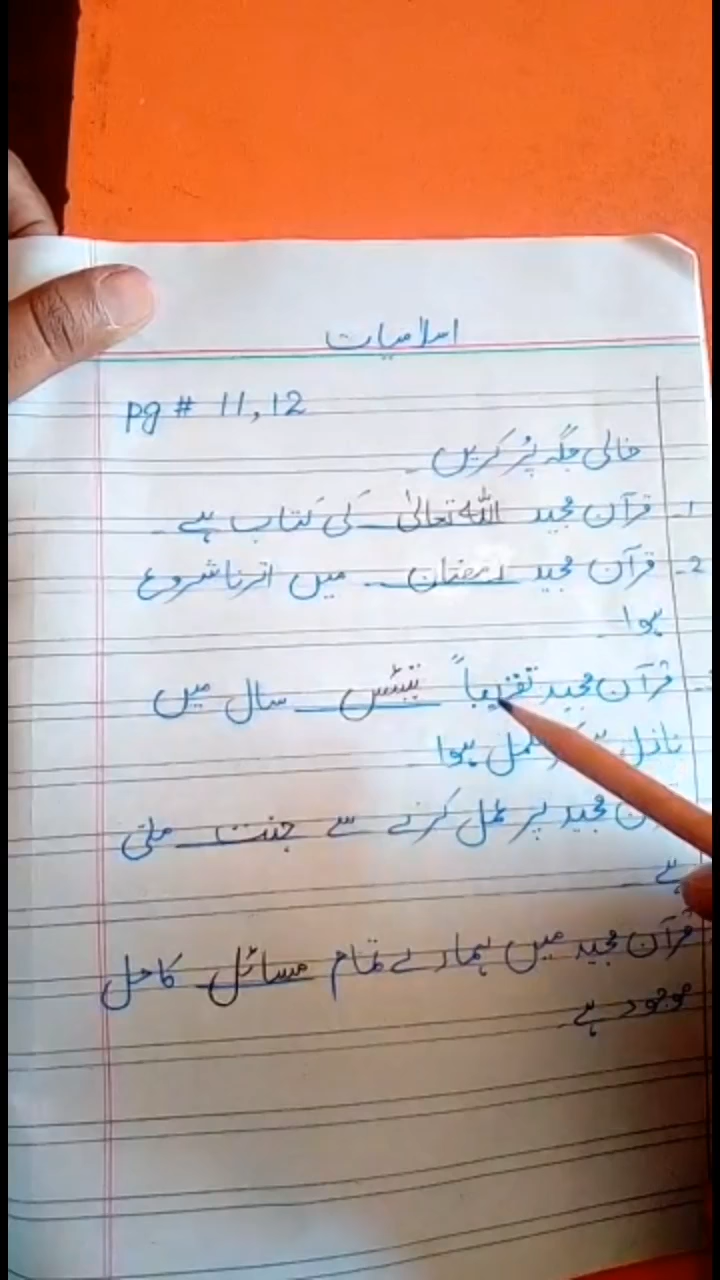 اسلامیات
pg # 11, 12
خالی جگہ پُر کریں۔
1۔ قرآن مجید اللہ تعالیٰ کی کتاب ہے
2۔ قرآن مجید رمضان میں اترنا شروع
ہوا۔
قرآن مجید تقریباً تیئس سال میں
نازل مکمل ہوا
مجید پر عمل کرنے سے جنت ملتی
ہے
قرآن مجید میں ہمارے تمام مسائل کا حل
موجود ہے